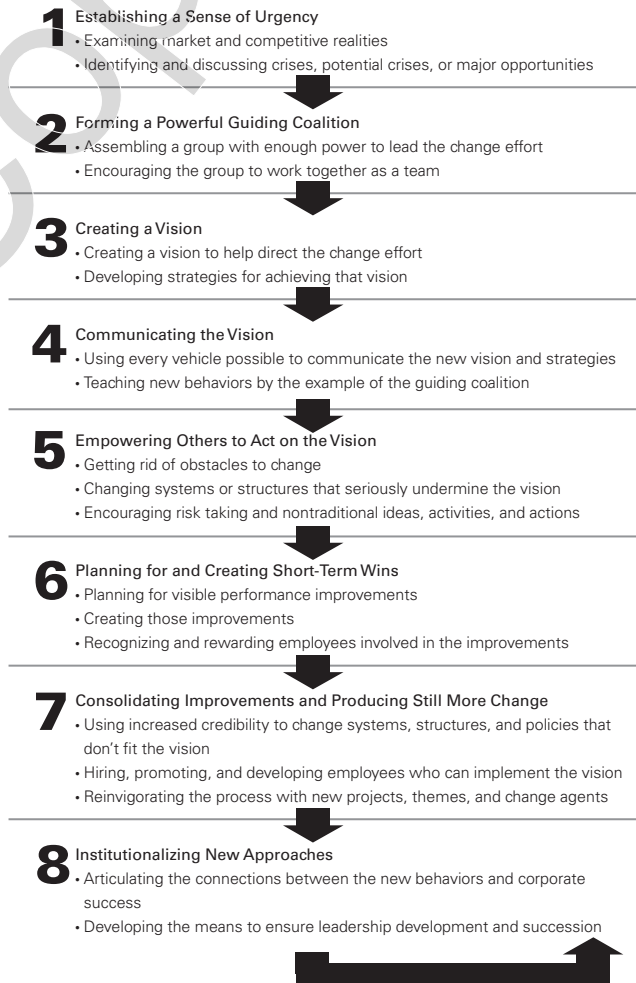 1 Establishing a Sense of Urgency
• Examining market and competitive realities
• Identifying and discussing crises, potential crises, or major opportunities
2 Forming a Powerful Guiding Coalition
• Assembling a group with enough power to lead the change effort
• Encouraging the group to work together as a team
3 Creating a Vision
• Creating a vision to help direct the change effort
• Developing strategies for achieving that vision
4 Communicating the Vision
• Using every vehicle possible to communicate the new vision and strategies
• Teaching new behaviors by the example of the guiding coalition
5 Empowering Others to Act on the Vision
• Getting rid of obstacles to change
• Changing systems or structures that seriously undermine the vision
• Encouraging risk taking and nontraditional ideas, activities, and actions
6 Planning for and Creating Short-Term Wins
• Planning for visible performance improvements
• Creating those improvements
• Recognizing and rewarding employees involved in the improvements
7 Consolidating Improvements and Producing Still More Change
• Using increased credibility to change systems, structures, and policies that
don't fit the vision
• Hiring, promoting, and developing employees who can implement the vision
• Reinvigorating the process with new projects, themes, and change agents
8 Institutionalizing New Approaches
• Articulating the connections between the new behaviors and corporate
success
• Developing the means to ensure leadership development and succession